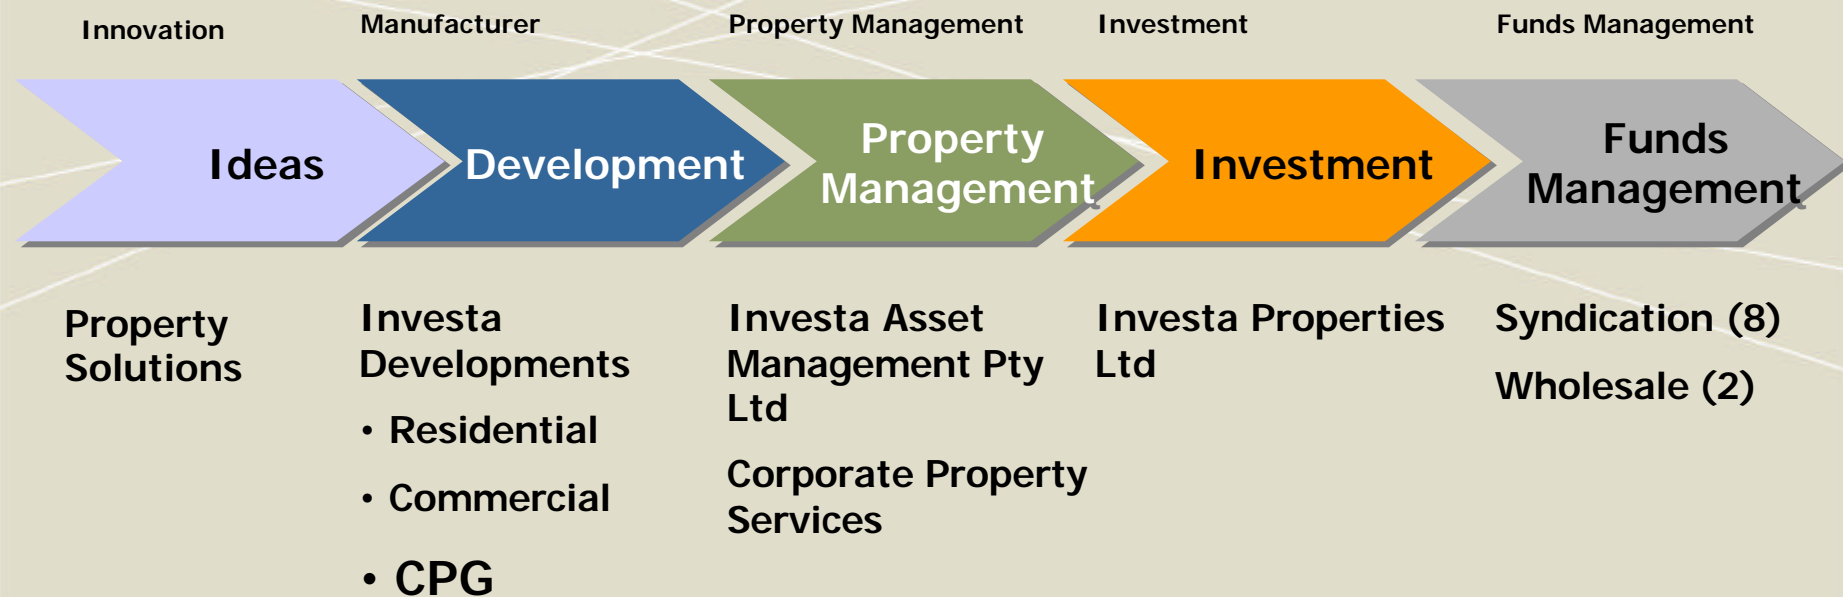 Innovation
Manufacturer
Property Management
Investment
Funds Management
Ideas
Development
Property
Management
Investment
Funds
Management
Property
Solutions
Investa
Developments
• Residential
• Commercial
• CPG
Investa Asset
Management Pty
Ltd
Corporate Property
Services
Investa Properties
Ltd
Syndication (8)
Wholesale (2)